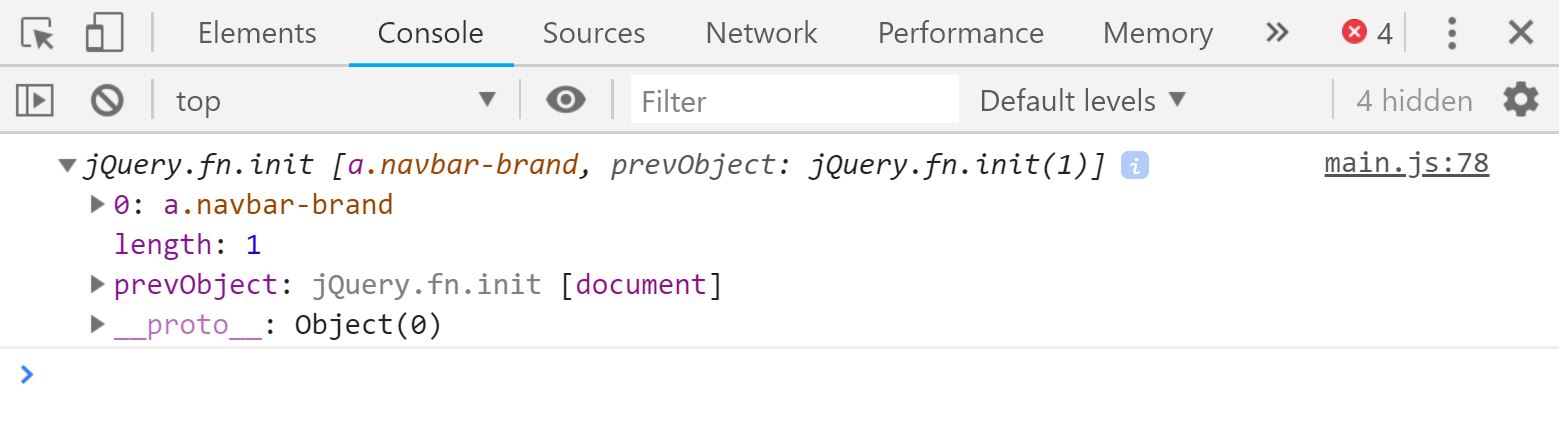 Elements Console Sources Network Performance Memory » 4
top Filter Default levels 4 hidden
jQuery.fn.init [a.navbar-brand, prevObject: jQuery.fn.init(1)] i main.js:78
0: a.navbar-brand
length: 1
prevObject: jQuery.fn.init [document]
__proto__: Object(0)